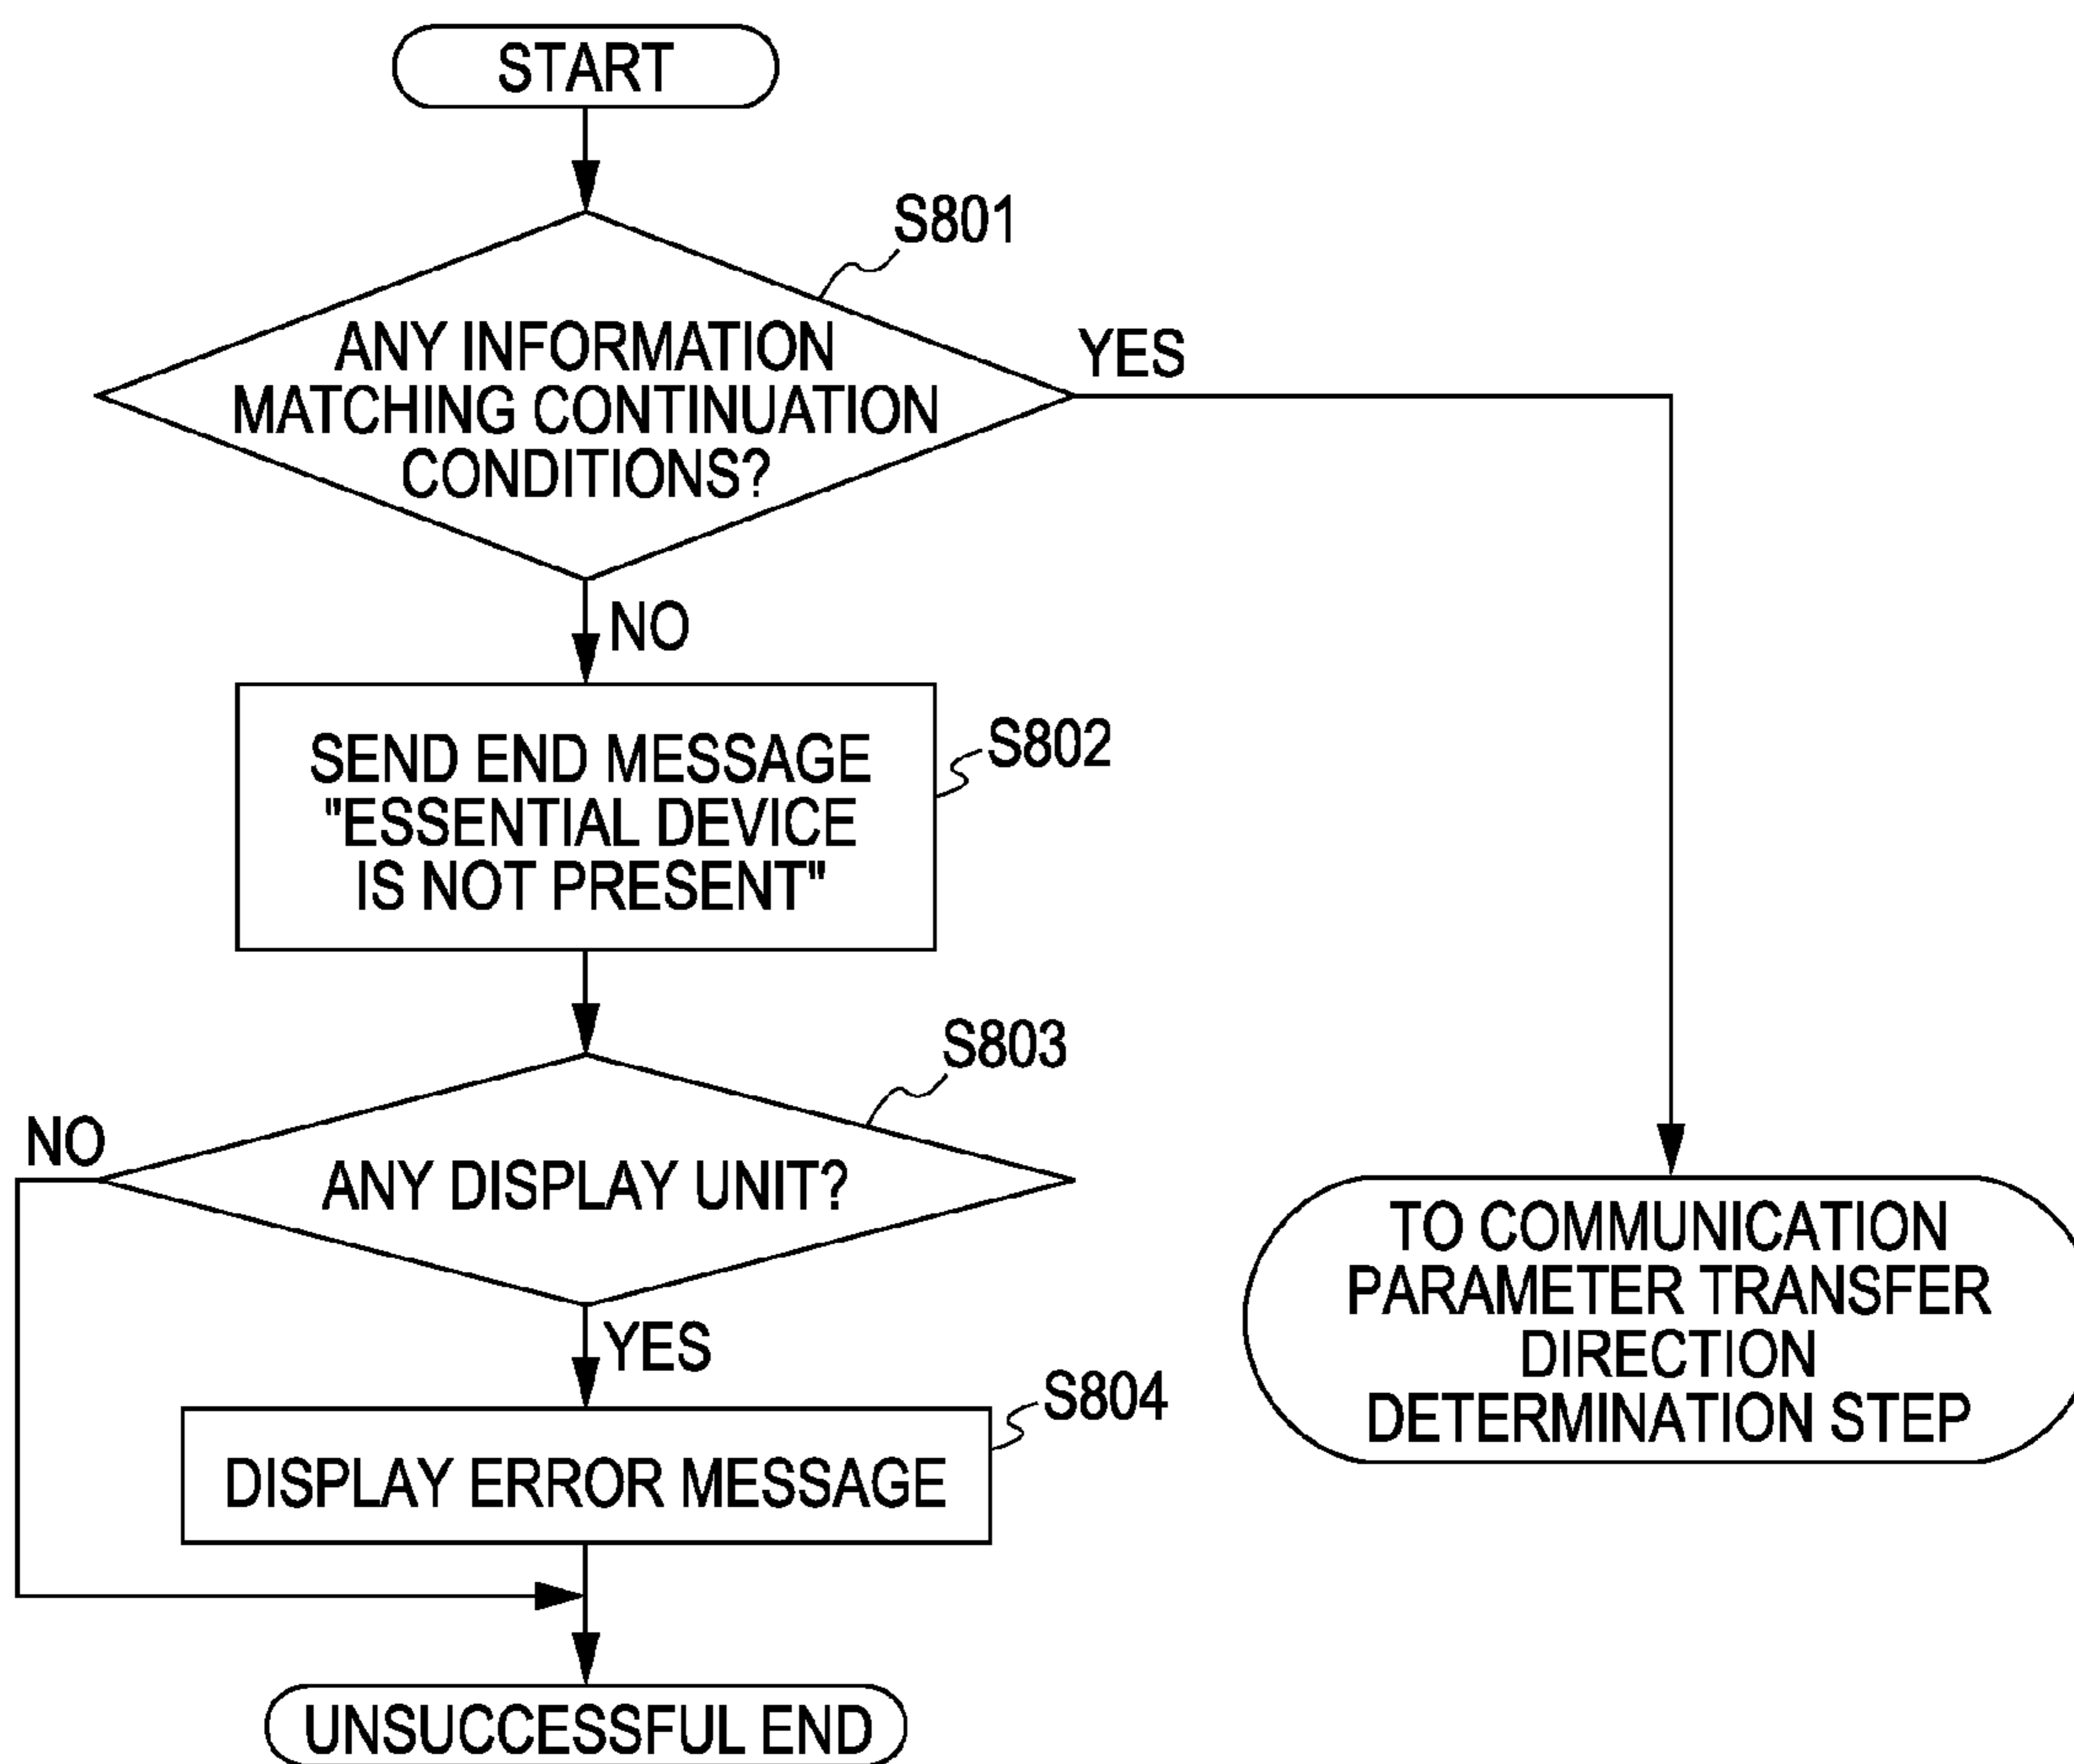 START
S801
ANY INFORMATION
MATCHING CONTINUATION
CONDITIONS?
YES
NO
SEND END MESSAGE
"ESSENTIAL DEVICE
IS NOT PRESENT"
S802
S803
NO
ANY DISPLAY UNIT?
YES
S804
DISPLAY ERROR MESSAGE
UNSUCCESSFUL END
TO COMMUNICATION
PARAMETER TRANSFER
DIRECTION
DETERMINATION STEP